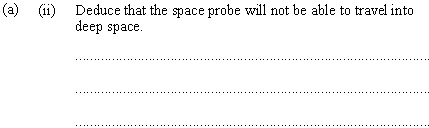 (a) (ii) Deduce that the space probe will not be able to travel into
deep space.